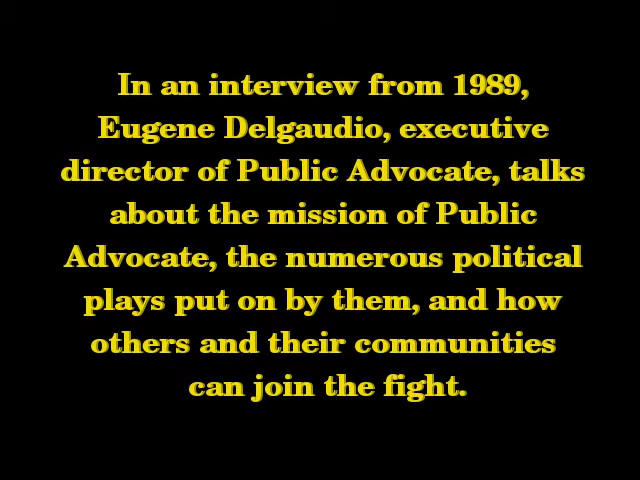 In an interview from 1989,
Eugene Delgaudio, executive
director of Public Advocate, talks
about the mission of Public
Advocate, the numerous political
plays put on by them, and how
others and their communities
can join the fight.